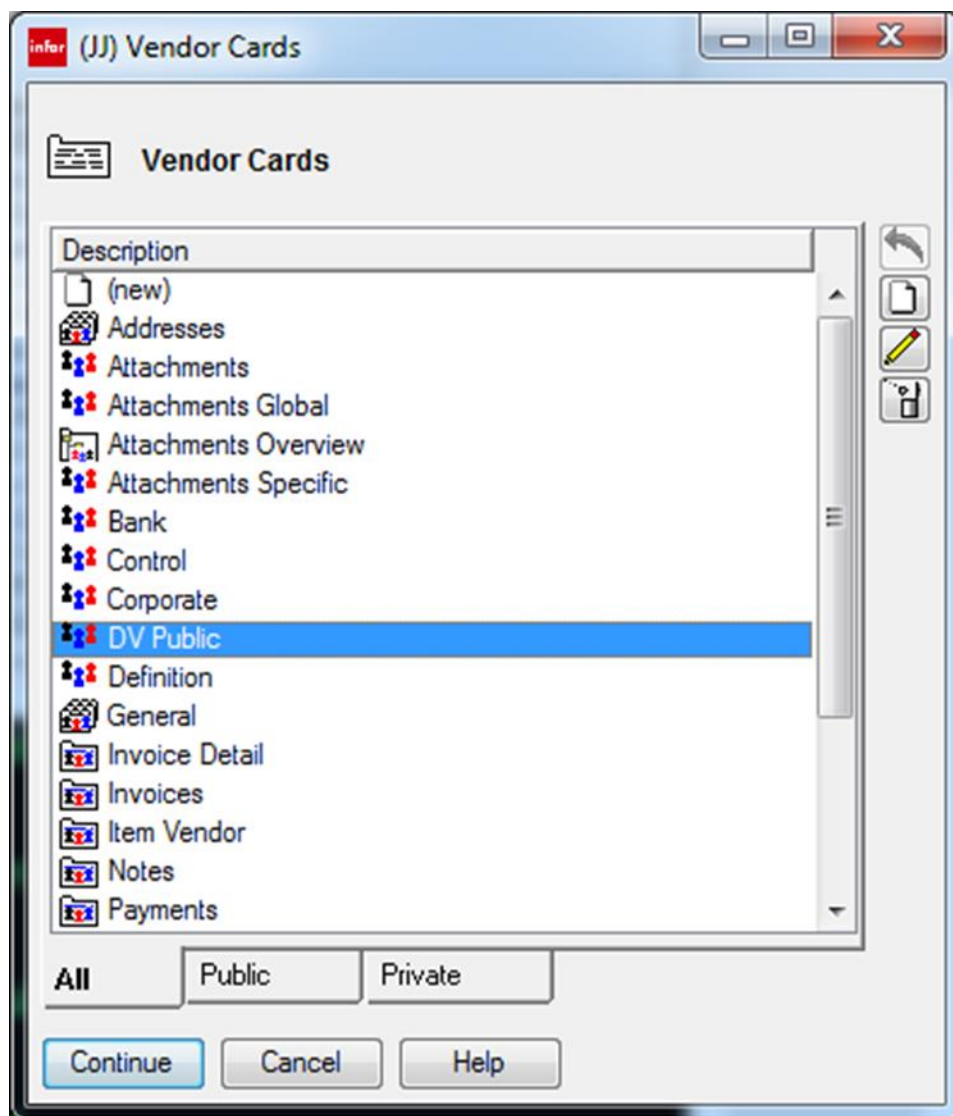 infor (JJ) Vendor Cards
Vendor Cards
Description
(new)
Addresses
Attachments
Attachments Global
Attachments Overview
Attachments Specific
Bank
Control
Corporate
DV Public
Definition
General
Invoice Detail
Invoices
Item Vendor
Notes
Payments
All Public Private
Continue Cancel Help